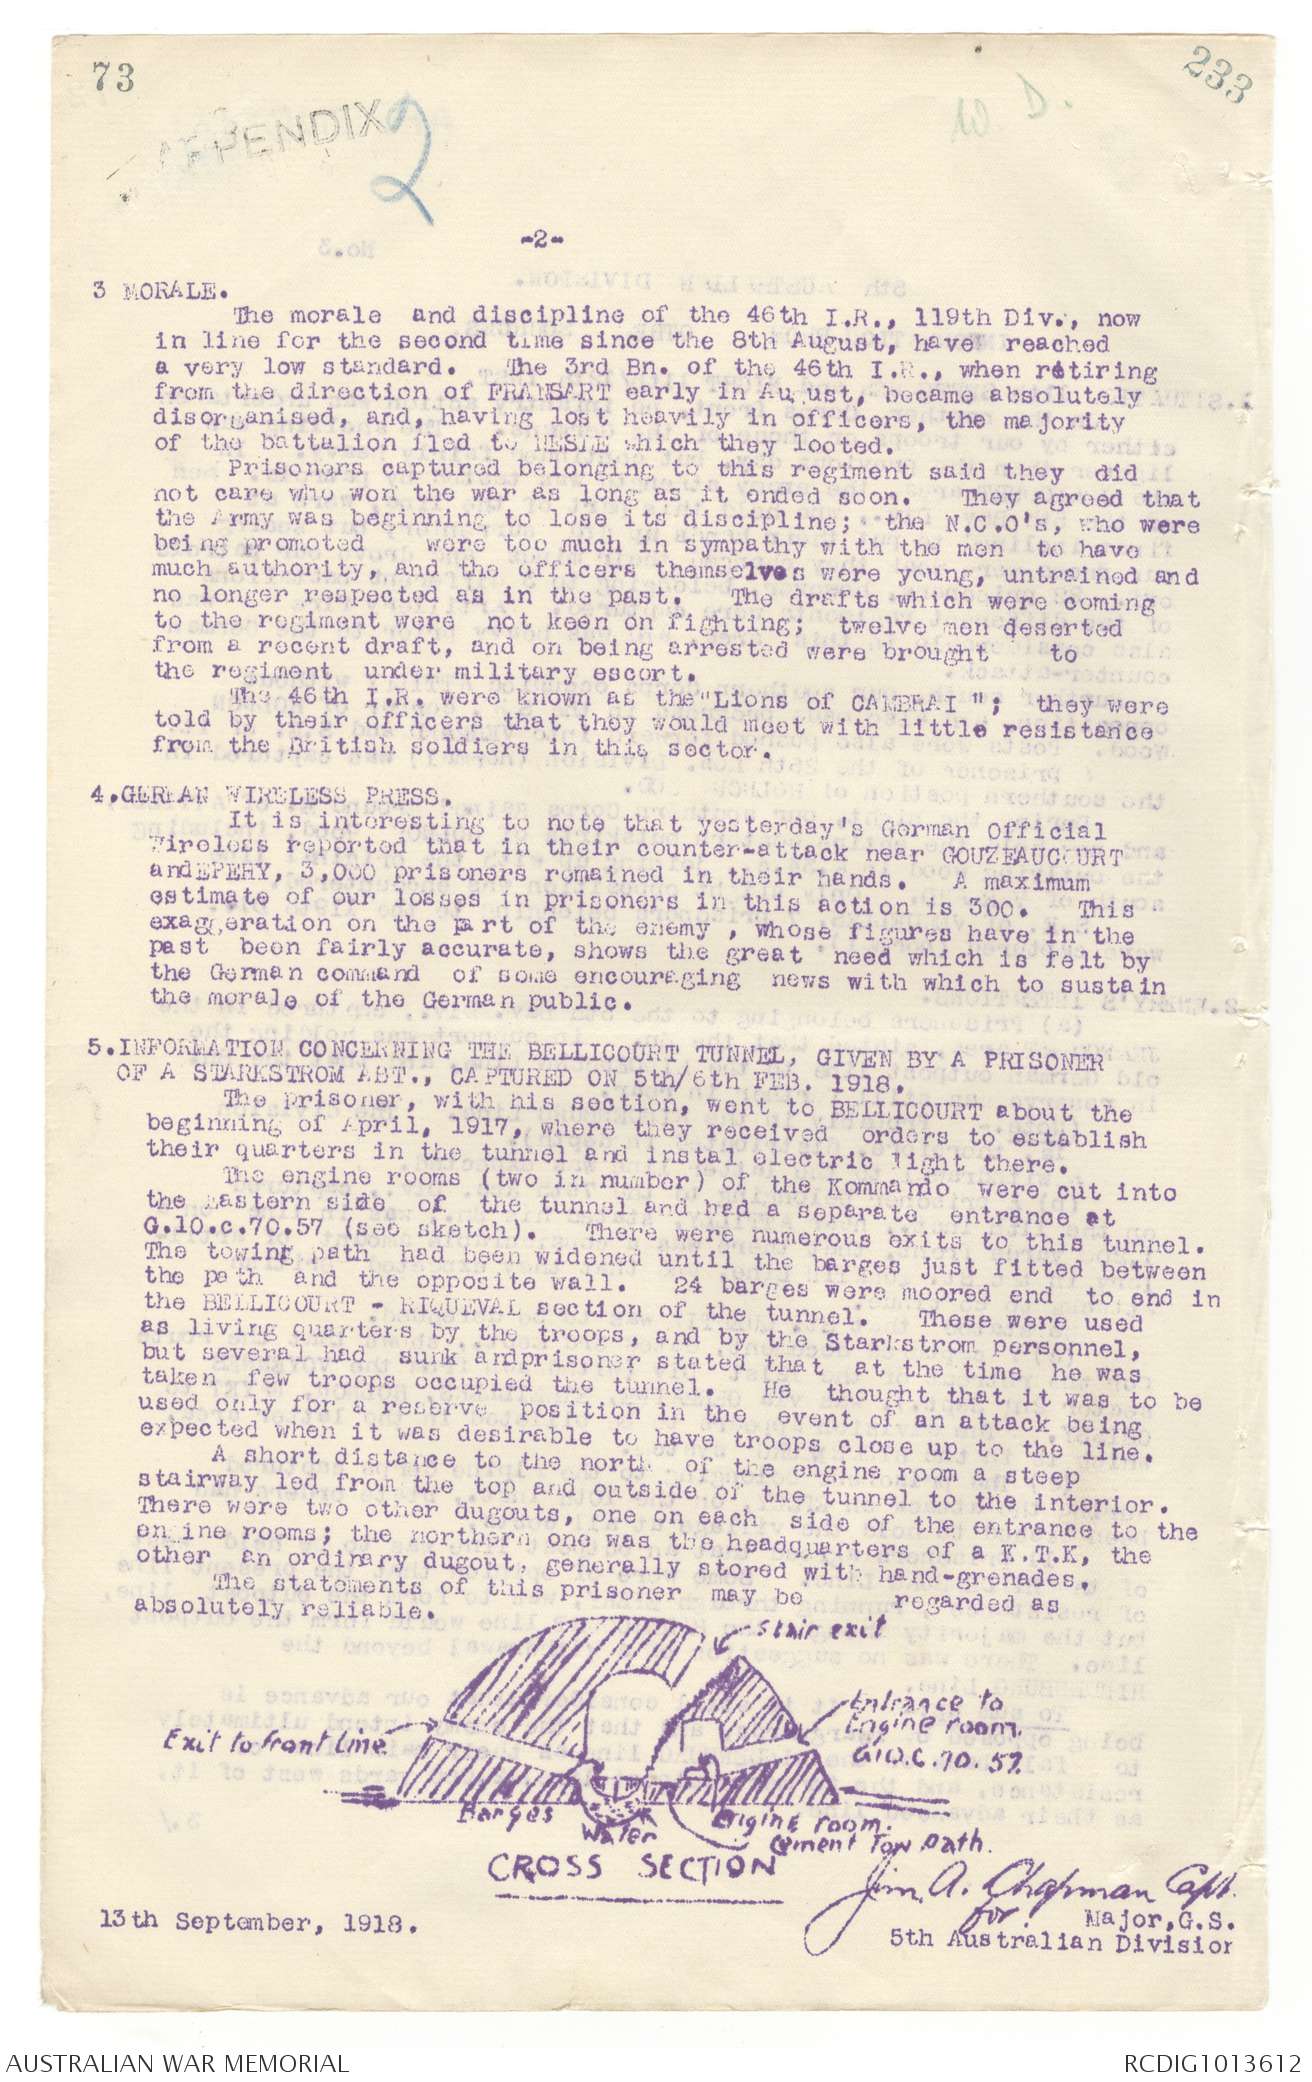 73
233
APPENDIX 2
W D.
-2-
3 MORALE.
The morale and discipline of the 46th I.R., 119th Div., now
in line for the second time since the 8th August, have reached
a very low standard. The 3rd Bn. of the 46th I.R., when retiring
from the direction of FRANSART early in August, became absolutely
disorganised, and, having lost heavily in officers, the majority
of the battalion fled to NESLE which they looted.
Prisoners captured belonging to this regiment said they did
not care who won the war as long as it ended soon. They agreed that
the Army was beginning to lose its discipline; the N.C.O's, who were
being promoted were too much in sympathy with the men to have
much authority, and the officers themselves were young, untrained and
no longer respected as in the past. The drafts which were coming
to the regiment were not keen on fighting; twelve men deserted
from a recent draft, and on being arrested were brought to
the regiment under military escort.
The 46th I.R. were known as the "Lions of CAMBRAI "; they were
told by their officers that they would meet with little resistance
from the British soldiers in this sector.
4.GERMAN WIRELESS PRESS.
It is interesting to note that yesterday's German Official
Wireless reported that in their counter-attack near GOUZEAUCOURT
andEPEHY, 3,000 prisoners remained in their hands. A maximum
estimate of our losses in prisoners in this action is 300. This
exaggeration on the part of the enemy , whose figures have in the
past been fairly accurate, shows the great need which is felt by
the German command of some encouraging news with which to sustain
the morale of the German public.
5.INFORMATION CONCERNING THE BELLICOURT TUNNEL, GIVEN BY A PRISONER
OF A STARKSTROM ABT., CAPTURED ON 5th/6th FEB. 1918.
The prisoner, with his section, went to BELLICOURT about the
beginning of April, 1917, where they received orders to establish
their quarters in the tunnel and instal electric light there.
The engine rooms (two in number) of the Kommando were cut into
the Eastern side of the tunnel and had a separate entrance at
G.10.c.70.57 (see sketch). There were numerous exits to this tunnel.
The towing path had been widened until the barges just fitted between
the path and the opposite wall. 24 barges were moored end to end in
the BELLICOURT - RIQUEVAL section of the tunnel. These were used
as living quarters by the troops, and by the Starkstrom personnel,
but several had sunk andprisoner stated that at the time he was
taken few troops occupied the tunnel. He thought that it was to be
used only for a reserve position in the event of an attack being
expected when it was desirable to have troops close up to the line.
A short distance to the north of the engine room a steep
stairway led from the top and outside of the tunnel to the interior.
There were two other dugouts, one on each side of the entrance to the
engine rooms; the northern one was the headquarters of a K.T.K, the
other an ordinary dugout, generally stored with hand-grenades.
The statements of this prisoner may be regarded as
absolutely reliable.
Stair exit
Entrance to
Engine room.
G10.C.70.57.
Exit to front line
Barges
Water
Engine room.
Cement Tow path.
CROSS SECTION
Jim. A. Chapman Capt.
for
13th September, 1918.
Major,G.S.
5th Australian Division
AUSTRALIAN WAR MEMORIAL
RCDIG1013612